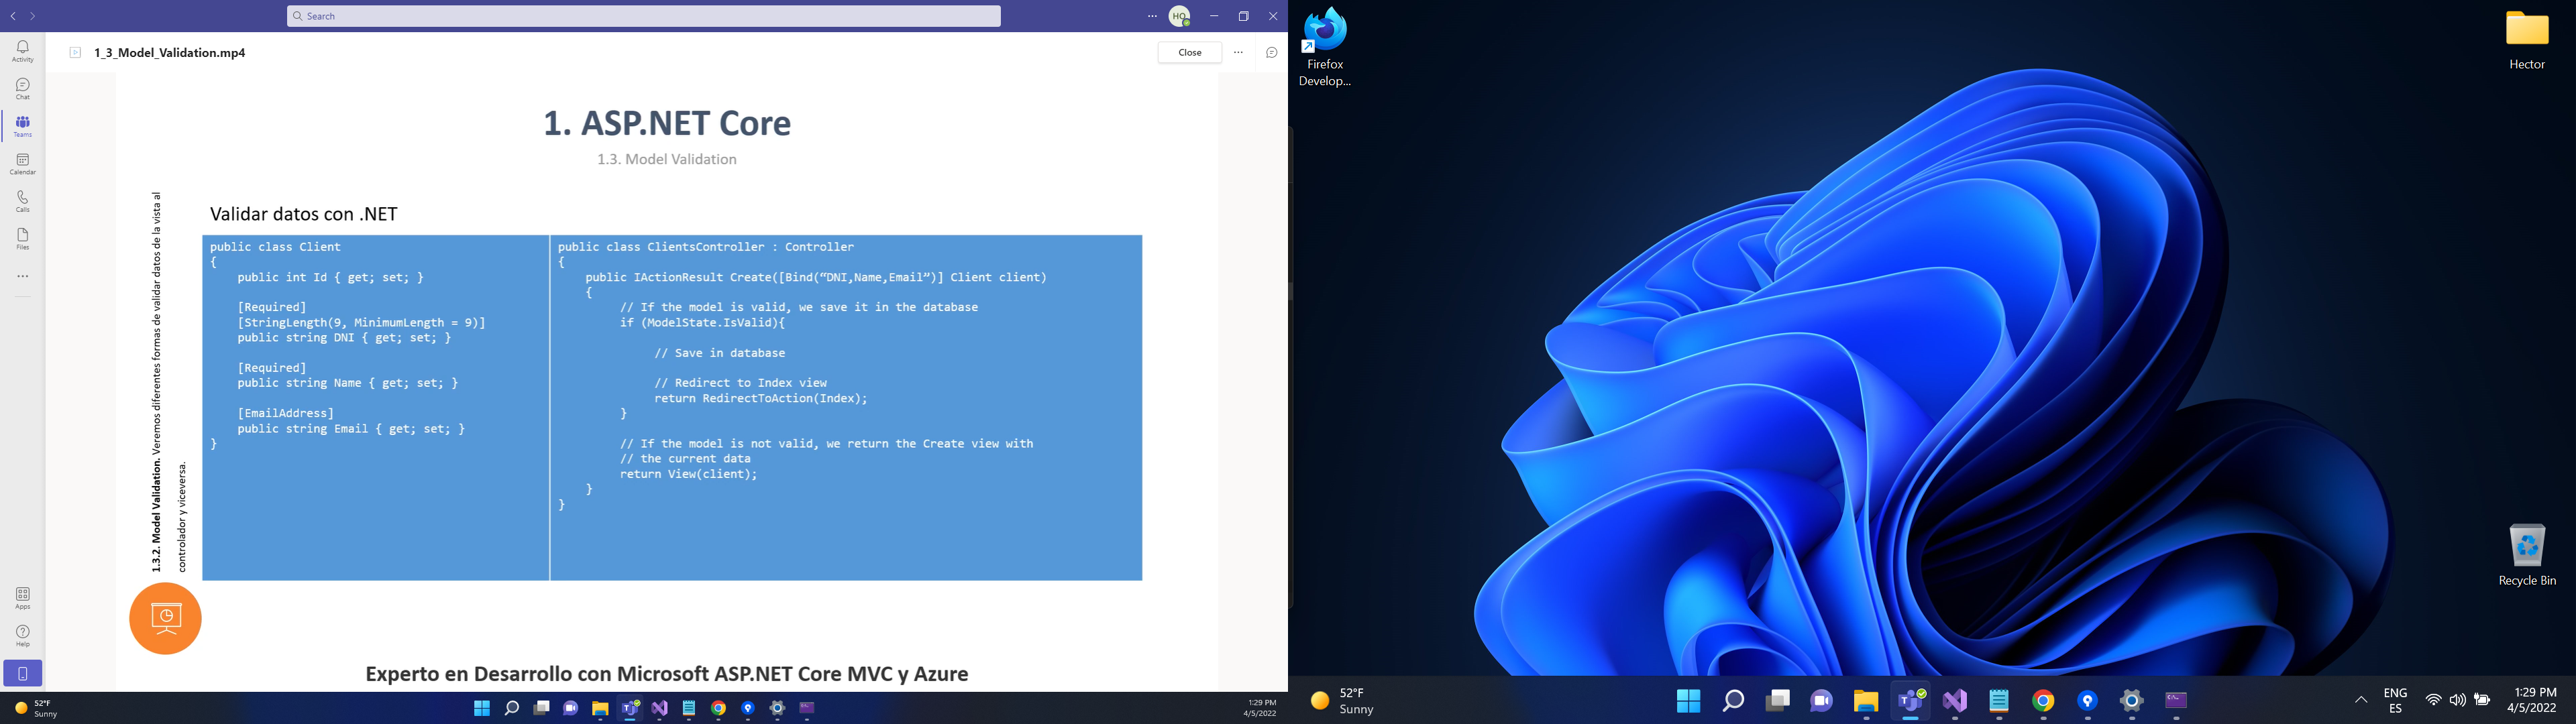 Search
HQ
Activity
Chat
Teams
Calendar
Calls
Files
Apps
Help
1_3_Model_Validation.mp4
Close
1. ASP.NET Core
1.3. Model Validation
1.3.2. Model Validation. Veremos diferentes formas de validar datos de la vista al
controlador y viceversa.
Validar datos con .NET
public class Client
{
public int Id { get; set; }
[Required]
[StringLength(9, MinimumLength = 9)]
public string DNI { get; set; }
[Required]
public string Name { get; set; }
[EmailAddress]
public string Email { get; set; }
}
public class ClientsController : Controller
{
public IActionResult Create([Bind(“DNI,Name,Email”)] Client client)
{
// If the model is valid, we save it in the database
if (ModelState.IsValid){
// Save in database
// Redirect to Index view
return RedirectToAction(Index);
}
// If the model is not valid, we return the Create view with
// the current data
return View(client);
}
}
Experto en Desarrollo con Microsoft ASP.NET Core MVC y Azure
52°F
Sunny
1:29 PM
4/5/2022
Firefox
Develop...
Hector
Recycle Bin
52°F
Sunny
ENG
ES
1:29 PM
4/5/2022